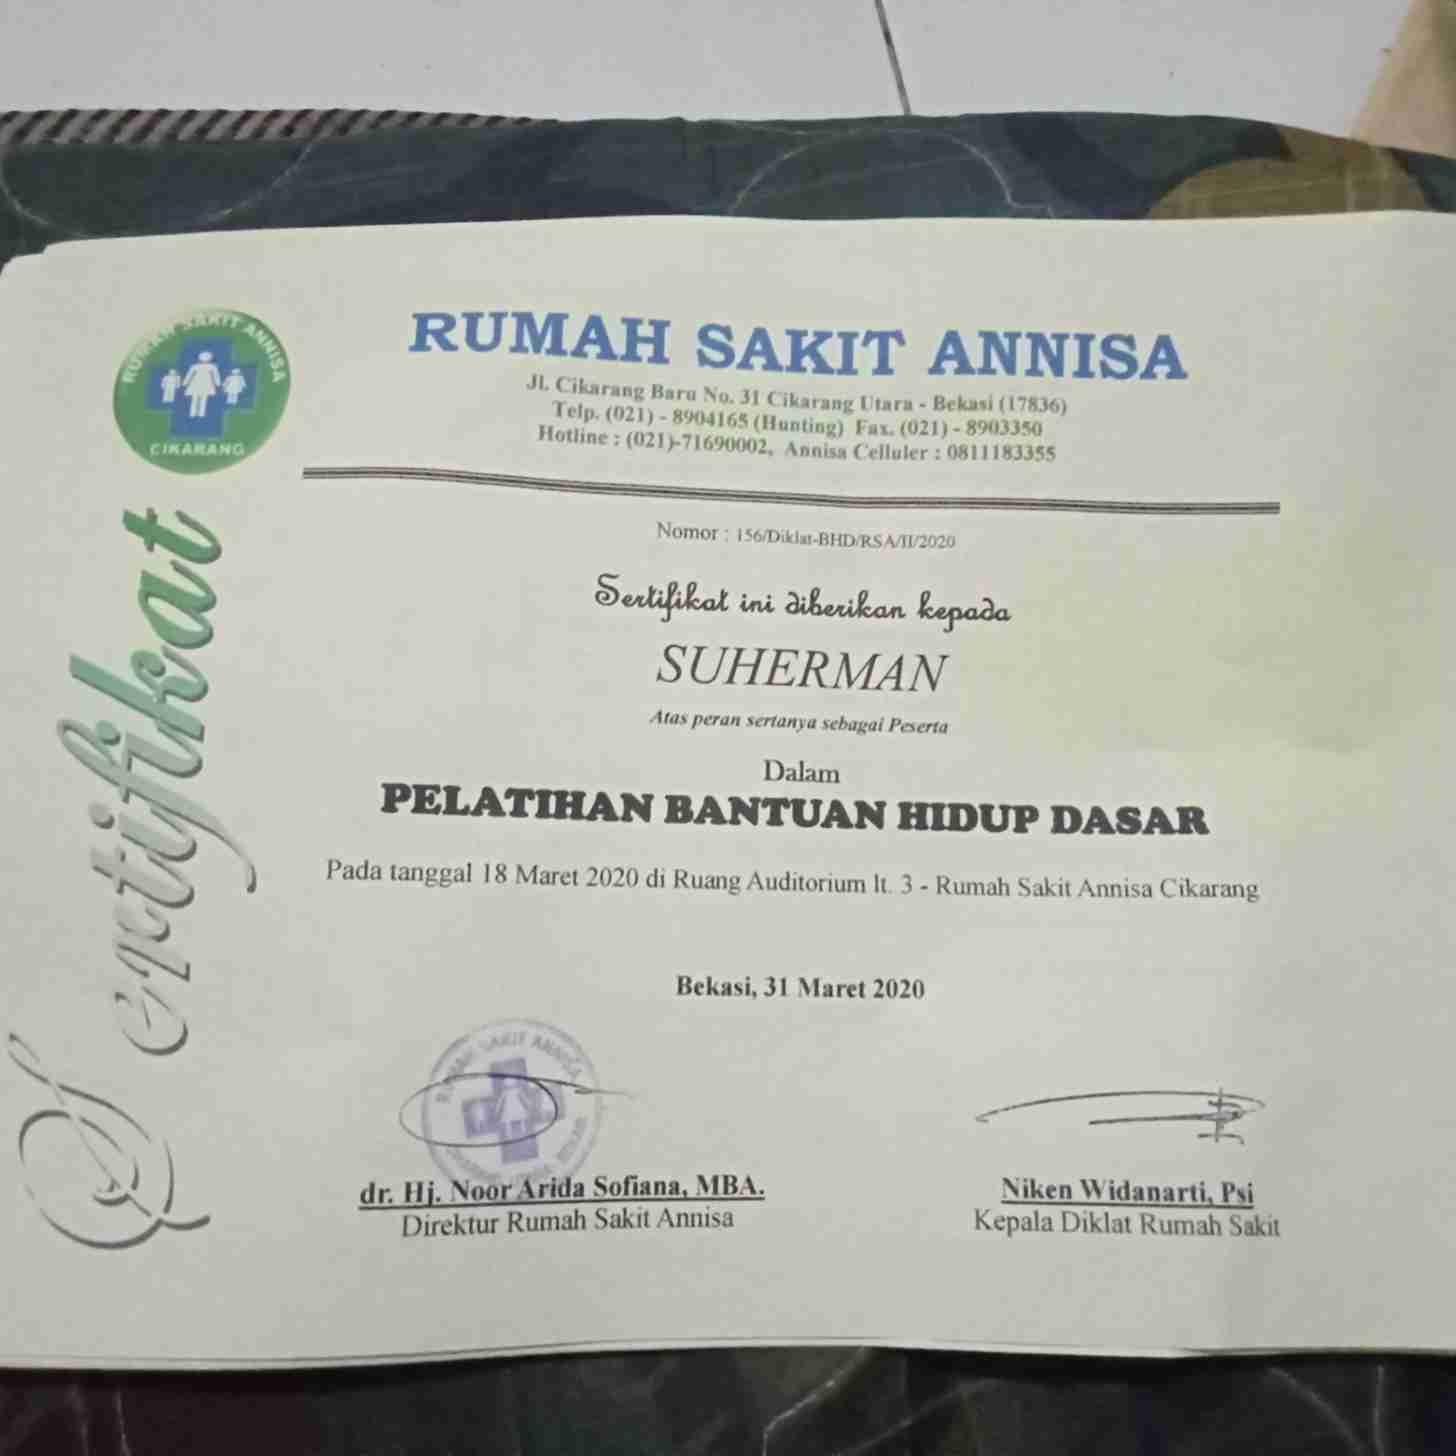 RUMAH SAKIT ANNISA
CIKARANG
Sertifikat
RUMAH SAKIT ANNISA
Jl. Cikarang Baru No. 31 Cikarang Utara - Bekasi (17836)
Telp. (021) - 8904165 (Hunting) Fax. (021) - 8903350
Hotline : (021)-71690002, Annisa Celluler : 0811183355
Nomor : 156/Diklat-BHD/RSA/II/2020
Sertifikat ini diberikan kepada
SUHERMAN
Atas peran sertanya sebagai Peserta
Dalam
PELATIHAN BANTUAN HIDUP DASAR
Pada tanggal 18 Maret 2020 di Ruang Auditorium lt. 3 - Rumah Sakit Annisa Cikarang
Bekasi, 31 Maret 2020
RUMAH SAKIT ANNISA
dr. Hj. Noor Arida Sofiana, MBA.
Direktur Rumah Sakit Annisa
Niken Widanarti, Psi
Kepala Diklat Rumah Sakit